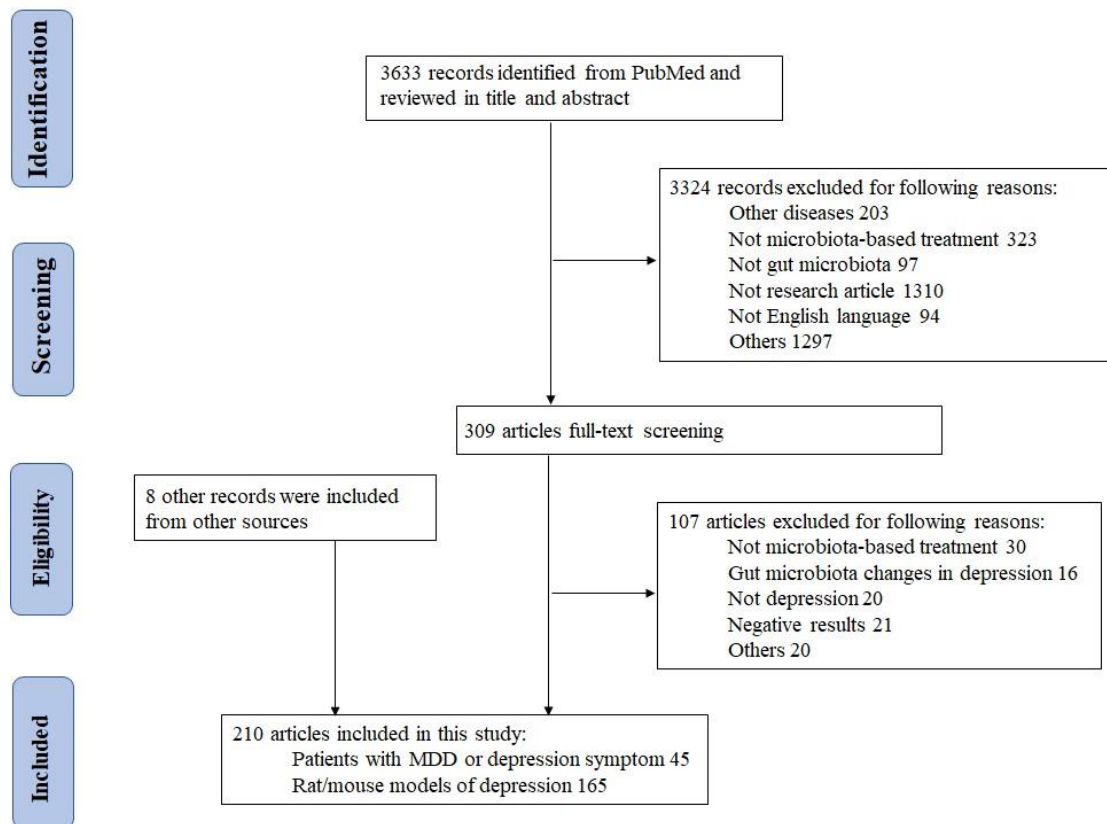 Identification
3633 records identified from PubMed and
reviewed in title and abstract
3324 records excluded for following reasons:
Other diseases 203
Not microbiota-based treatment 323
Not gut microbiota 97
Not research article 1310
Not English language 94
Others 1297
Screening
309 articles full-text screening
Eligibility
8 other records were included
from other sources
107 articles excluded for following reasons:
Not microbiota-based treatment 30
Gut microbiota changes in depression 16
Not depression 20
Negative results 21
Others 20
Included
210 articles included in this study:
Patients with MDD or depression symptom 45
Rat/mouse models of depression 165